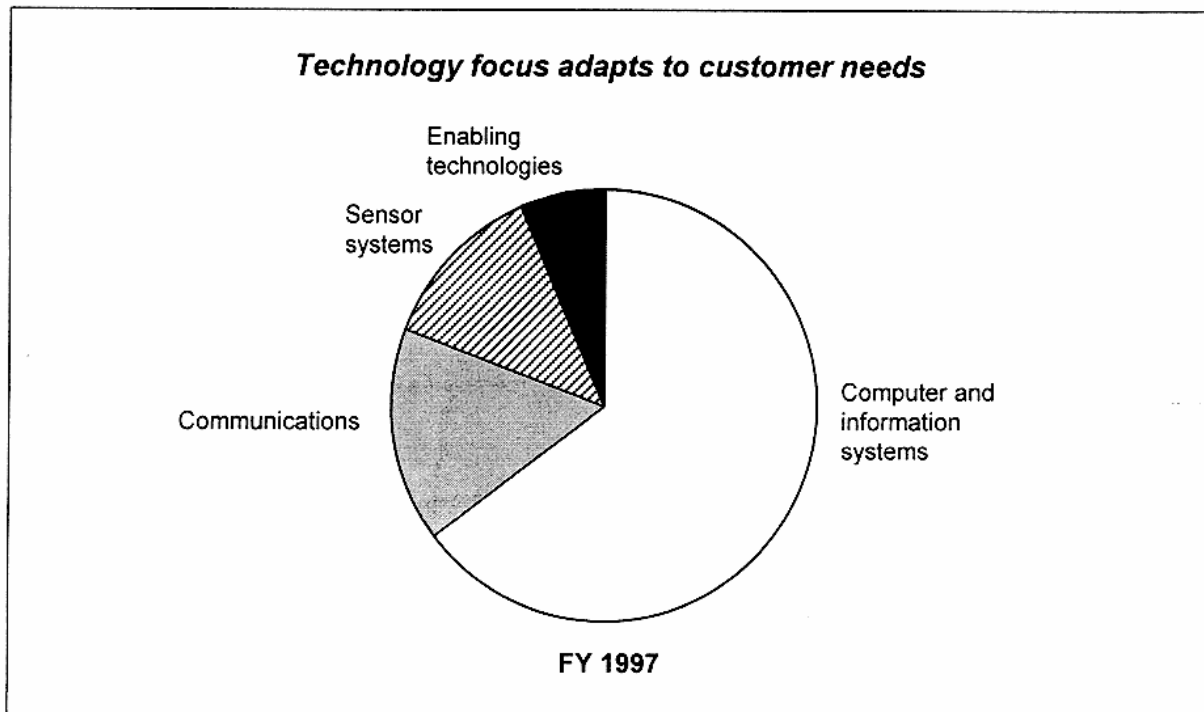 Technology focus adapts to customer needs
Enabling
technologies
Sensor
systems
Communications
Computer and
information
systems
FY 1997